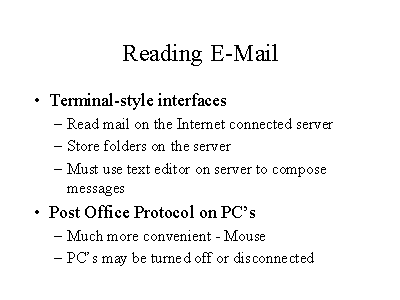 Reading E-Mail
• Terminal-style interfaces
– Read mail on the Internet connected server
– Store folders on the server
– Must use text editor on server to compose
messages
• Post Office Protocol on PC's
– Much more convenient - Mouse
– PC's may be turned off or disconnected